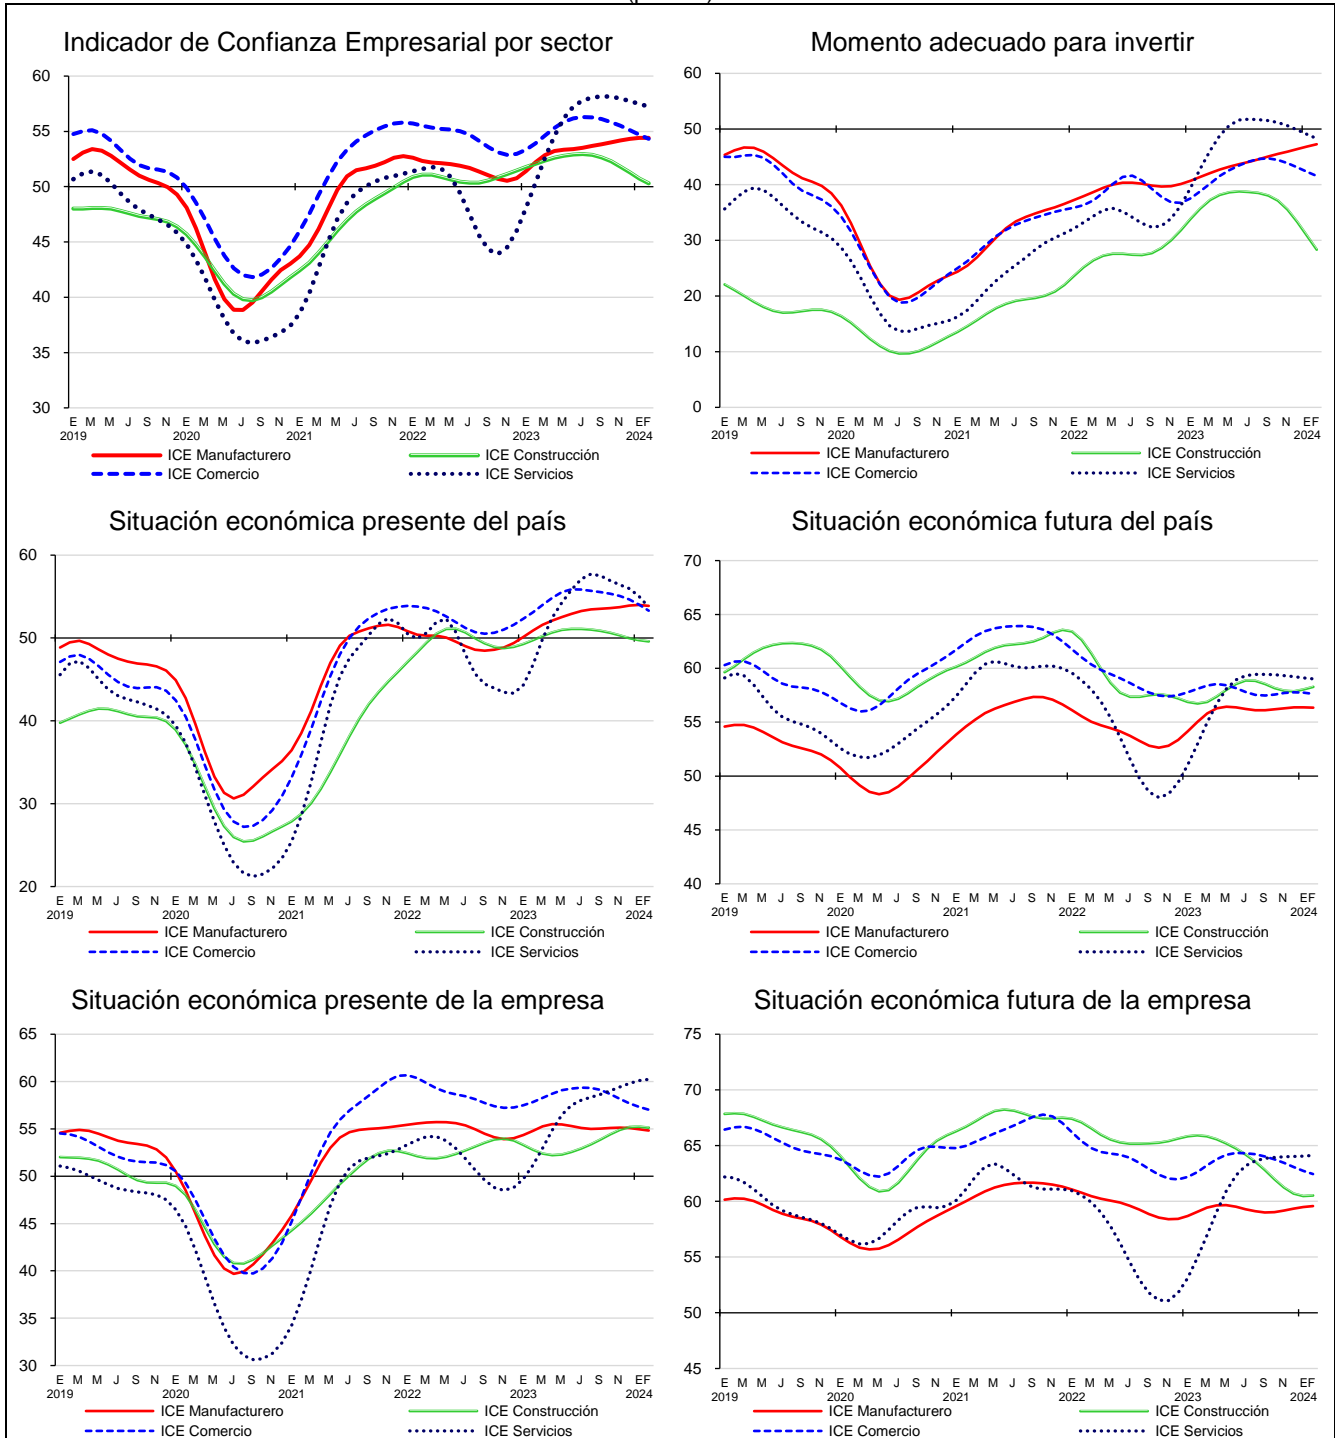 Indicador de Confianza Empresarial por sector
60
55
50
45
40
35
30
E M M J S N E M M J S N E M M J S N E M M J S N E M M J S N EF
2019 2020 2021 2022 2023 2024
ICE Manufacturero ICE Construcción
ICE Comercio ICE Servicios
Momento adecuado para invertir
60
50
40
30
20
10
0
E M M J S N E M M J S N E M M J S N E M M J S N E M M J S N EF
2019 2020 2021 2022 2023 2024
ICE Manufacturero ICE Construcción
ICE Comercio ICE Servicios
Situación económica presente del país
60
50
40
30
20
E M M J S N E M M J S N E M M J S N E M M J S N E M M J S N EF
2019 2020 2021 2022 2023 2024
ICE Manufacturero ICE Construcción
ICE Comercio ICE Servicios
Situación económica futura del país
70
65
60
55
50
45
40
E M M J S N E M M J S N E M M J S N E M M J S N E M M J S N EF
2019 2020 2021 2022 2023 2024
ICE Manufacturero ICE Construcción
ICE Comercio ICE Servicios
Situación económica presente de la empresa
65
60
55
50
45
40
35
30
E M M J S N E M M J S N E M M J S N E M M J S N E M M J S N EF
2019 2020 2021 2022 2023 2024
ICE Manufacturero ICE Construcción
ICE Comercio ICE Servicios
Situación económica futura de la empresa
75
70
65
60
55
50
45
E M M J S N E M M J S N E M M J S N E M M J S N E M M J S N EF
2019 2020 2021 2022 2023 2024
ICE Manufacturero ICE Construcción
ICE Comercio ICE Servicios